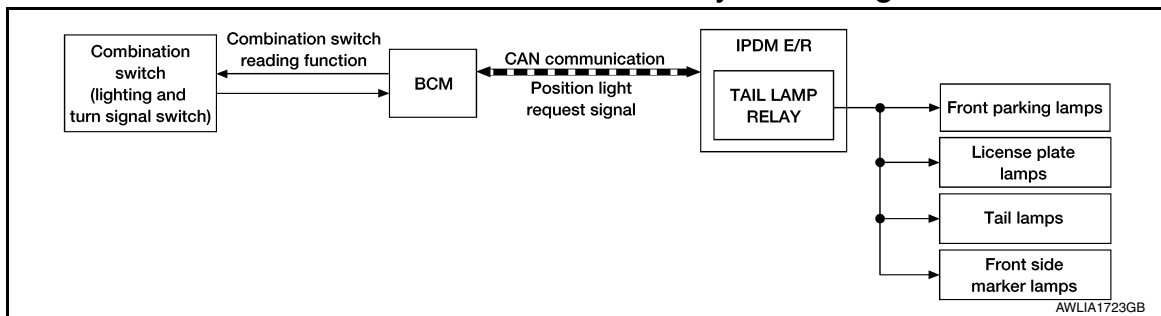 Combination
switch
(lighting and
turn signal switch)
Combination switch
reading function
BCM
CAN communication
Position light
request signal
IPDM E/R
TAIL LAMP
RELAY
Front parking lamps
License plate
lamps
Tail lamps
Front side
marker lamps
AWLIA1723GB